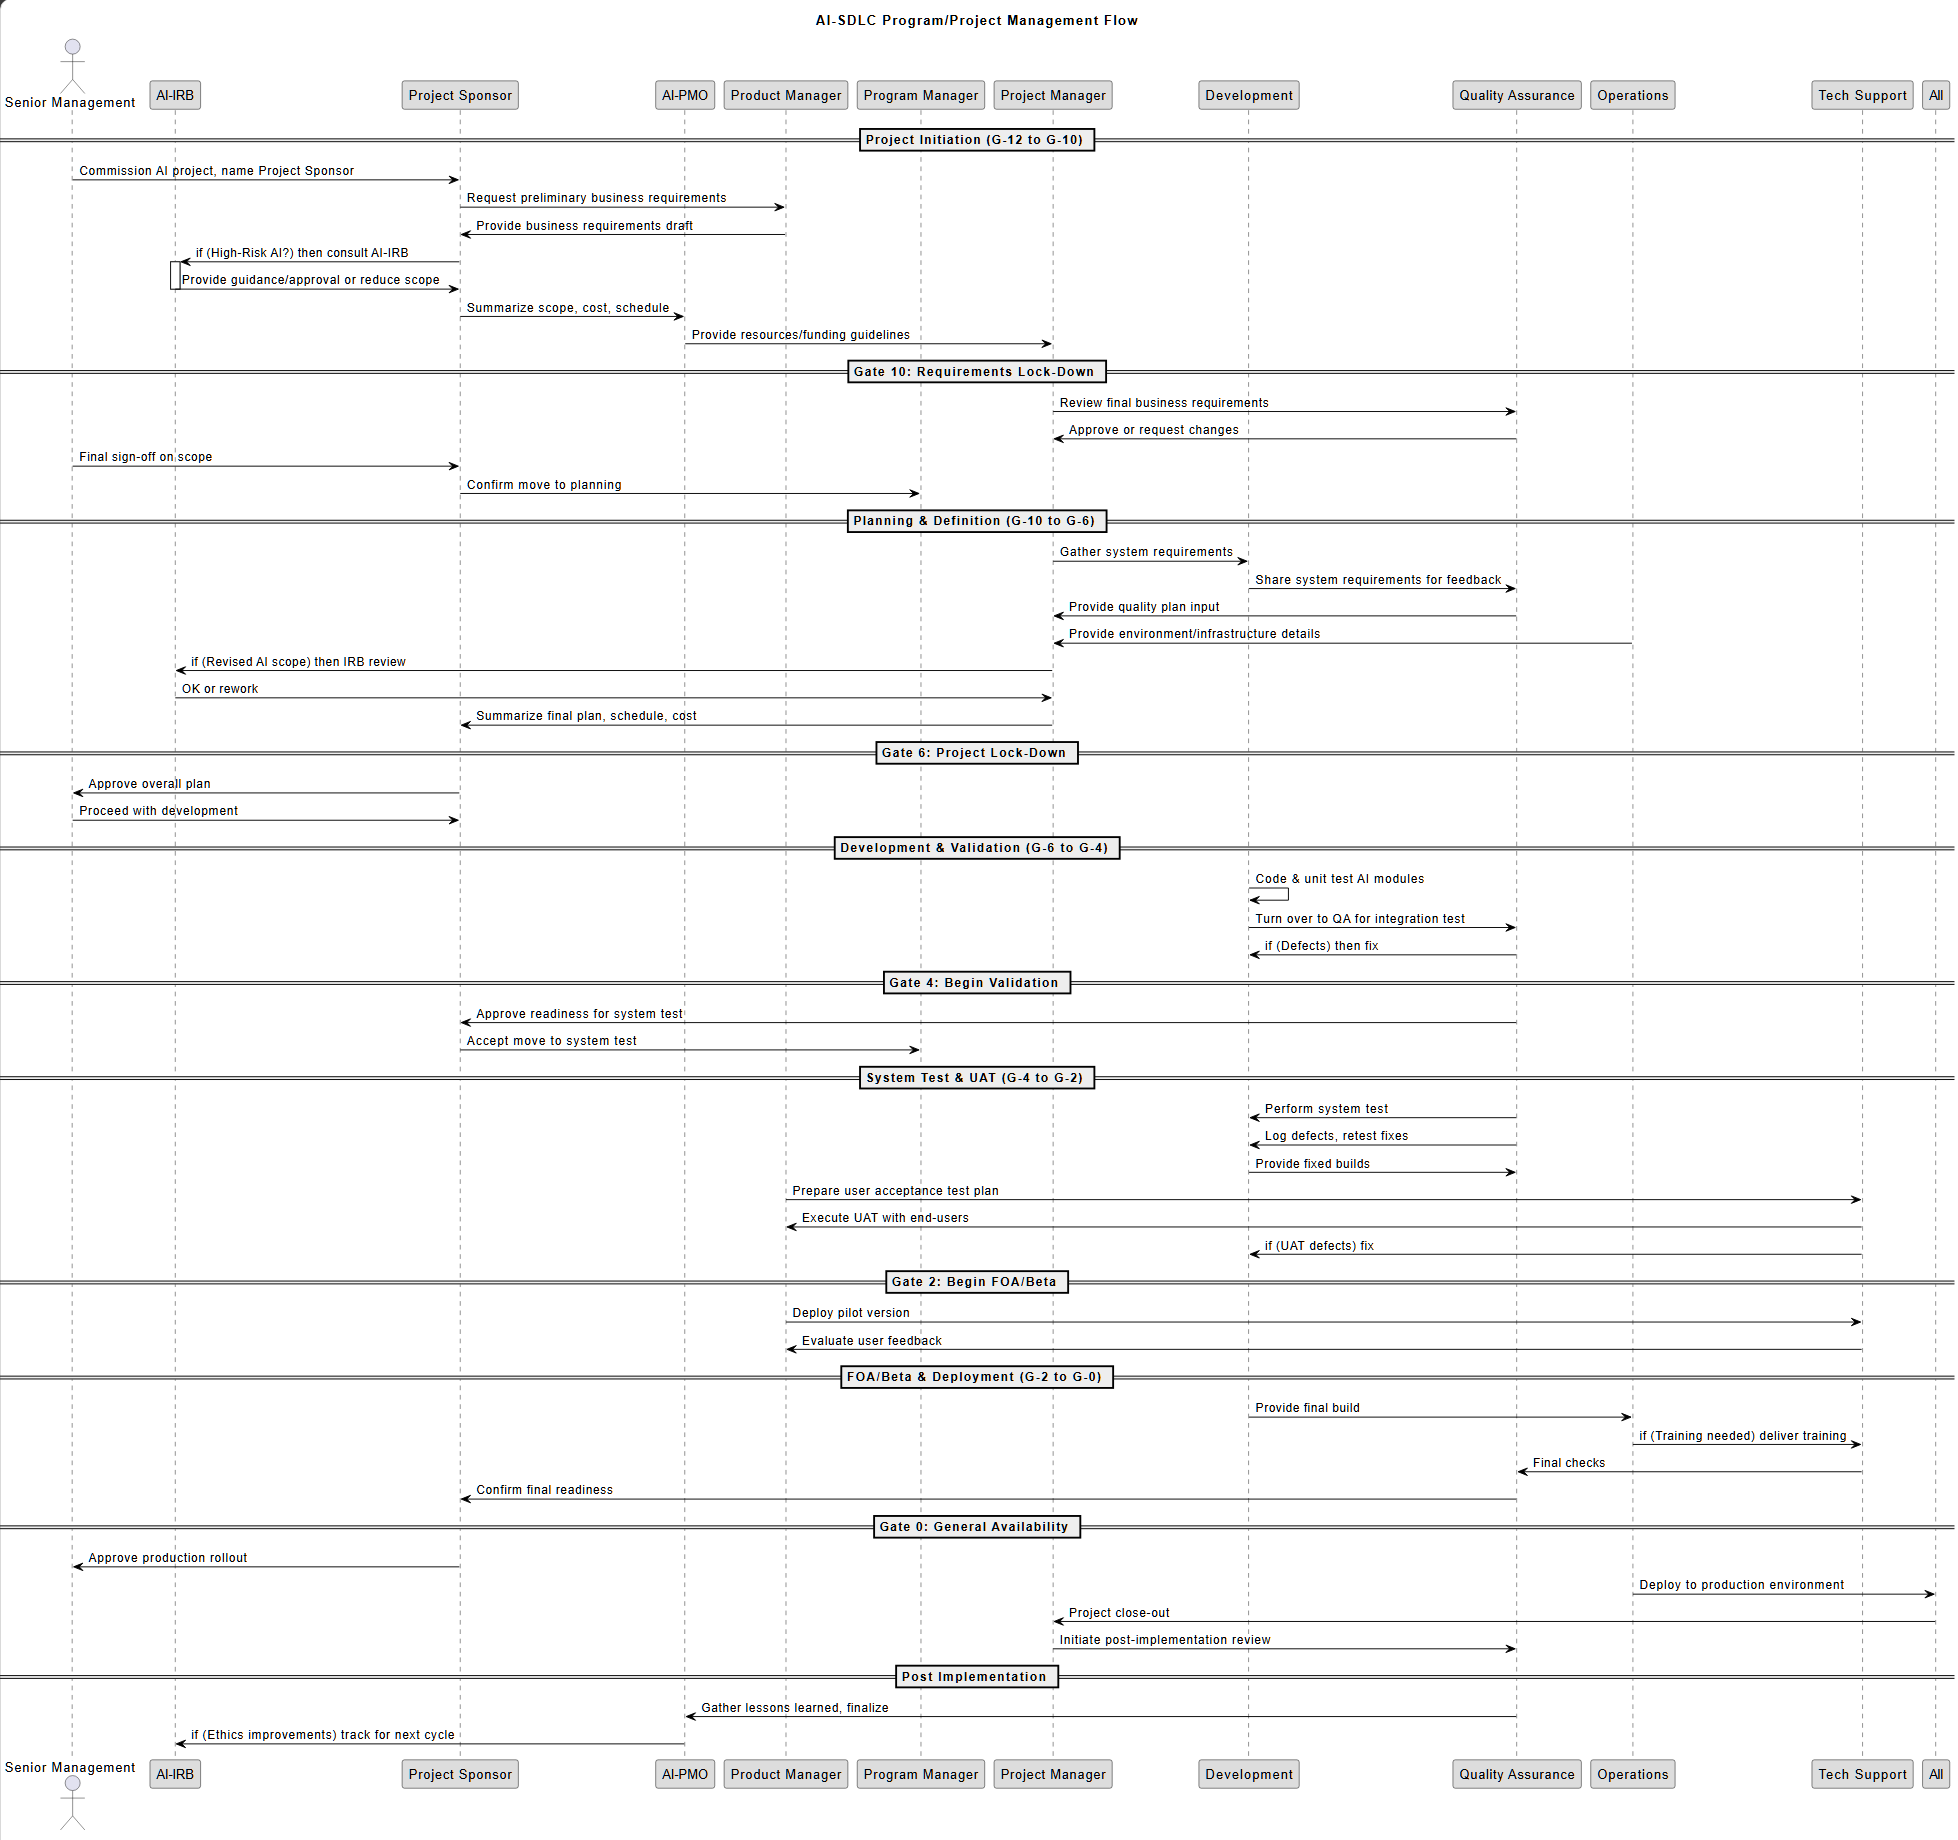 AI-SDLC Program/Project Management Flow
Senior Management
AI-IRB
Project Sponsor
AI-PMO
Product Manager
Program Manager
Project Manager
Development
Quality Assurance
Operations
Tech Support
All
Project Initiation (G-12 to G-10)
Commission AI project, name Project Sponsor
Request preliminary business requirements
Provide business requirements draft
if (High-Risk AI?) then consult AI-IRB
Provide guidance/approval or reduce scope
Summarize scope, cost, schedule
Provide resources/funding guidelines
Gate 10: Requirements Lock-Down
Review final business requirements
Approve or request changes
Final sign-off on scope
Confirm move to planning
Planning & Definition (G-10 to G-6)
Gather system requirements
Share system requirements for feedback
Provide quality plan input
Provide environment/infrastructure details
if (Revised AI scope) then IRB review
OK or rework
Summarize final plan, schedule, cost
Gate 6: Project Lock-Down
Approve overall plan
Proceed with development
Development & Validation (G-6 to G-4)
Code & unit test AI modules
Turn over to QA for integration test
if (Defects) then fix
Gate 4: Begin Validation
Approve readiness for system test
Accept move to system test
System Test & UAT (G-4 to G-2)
Perform system test
Log defects, retest fixes
Provide fixed builds
Prepare user acceptance test plan
Execute UAT with end-users
if (UAT defects) fix
Gate 2: Begin FOA/Beta
Deploy pilot version
Evaluate user feedback
FOA/Beta & Deployment (G-2 to G-0)
Provide final build
if (Training needed) deliver training
Final checks
Confirm final readiness
Gate 0: General Availability
Approve production rollout
Deploy to production environment
Project close-out
Initiate post-implementation review
Post Implementation
Gather lessons learned, finalize
if (Ethics improvements) track for next cycle
Senior Management
AI-IRB
Project Sponsor
AI-PMO
Product Manager
Program Manager
Project Manager
Development
Quality Assurance
Operations
Tech Support
All